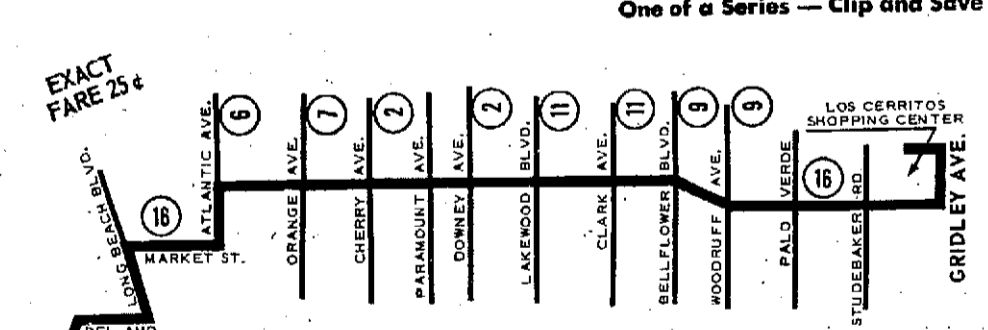 One of a Series — Clip and Save
EXACT
FARE 25¢
LONG BEACH BLVD.
16
MARKET ST.
ATLANTIC AVE.
6
ORANGE AVE.
7
CHERRY AVE.
2
PARAMOUNT AVE.
DOWNEY AVE.
2
LAKEWOOD BLVD.
11
CLARK AVE.
11
BELLFLOWER BLVD.
9
WOODRUFF AVE.
9
PALO VERDE
16
STUDEBAKER RD
LOS CERRITOS
SHOPPING CENTER
GRIDLEY AVE.